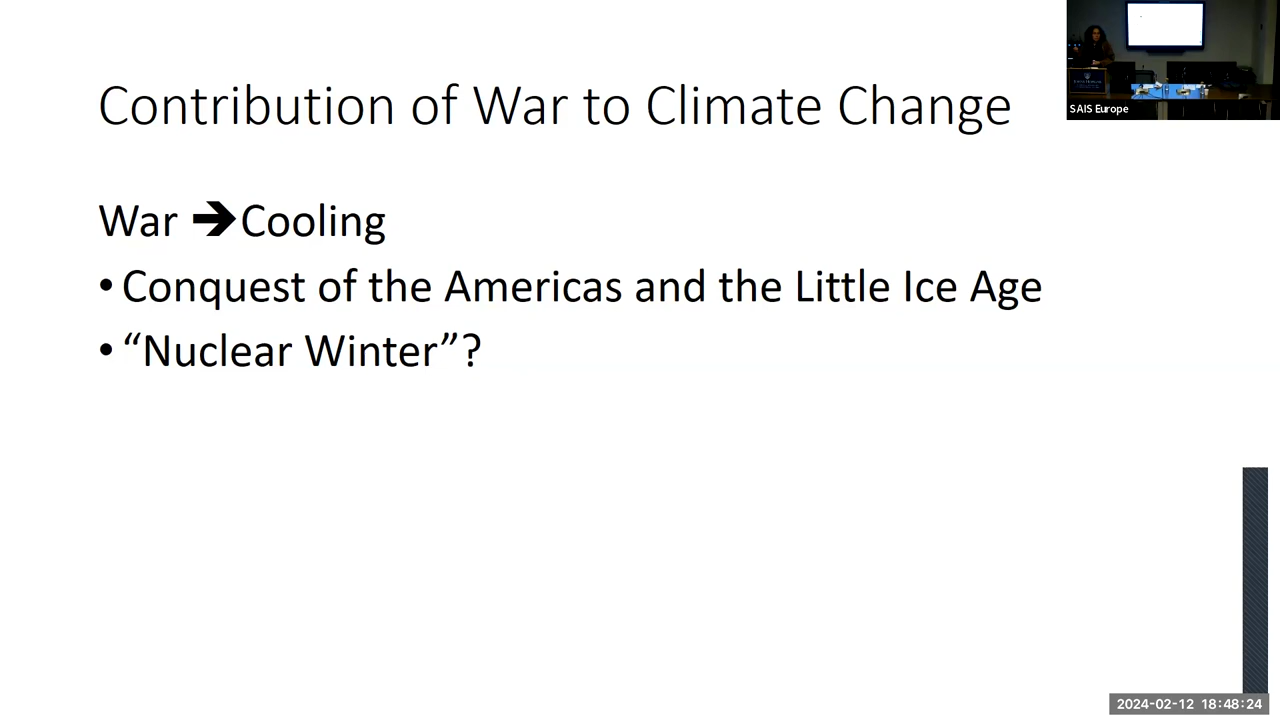 Contribution of War to Climate Change
War ➔Cooling
• Conquest of the Americas and the Little Ice Age
• “Nuclear Winter”?
SAIS Europe
2024-02-12 18:48:24